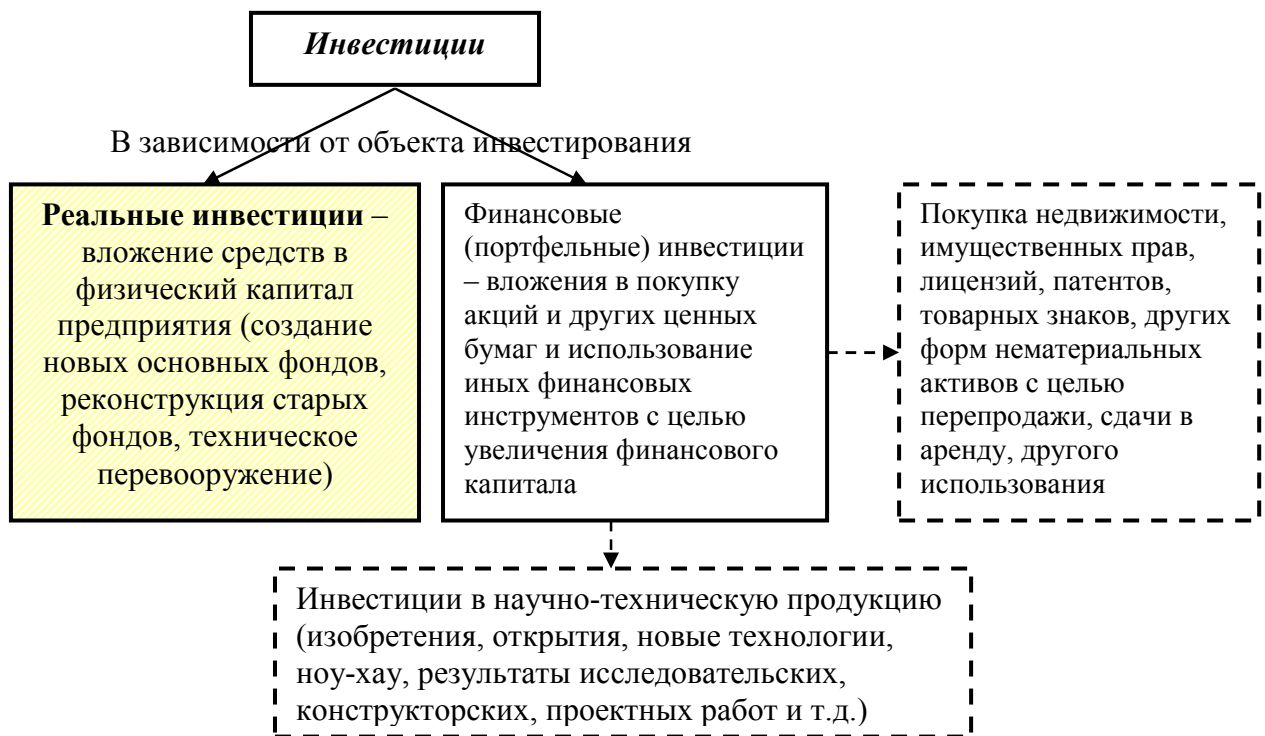 Инвестиции
В зависимости от объекта инвестирования
Реальные инвестиции –
вложение средств в
физический капитал
предприятия (создание
новых основных фондов,
реконструкция старых
фондов, техническое
перевооружение)
Финансовые
(портфельные) инвестиции
– вложения в покупку
акций и других ценных
бумаг и использование
иных финансовых
инструментов с целью
увеличения финансового
капитала
Покупка недвижимости,
имущественных прав,
лицензий, патентов,
товарных знаков, других
форм нематериальных
активов с целью
перепродажи, сдачи в
аренду, другого
использования
Инвестиции в научно-техническую продукцию
(изобретения, открытия, новые технологии,
ноу-хау, результаты исследовательских,
конструкторских, проектных работ и т.д.)